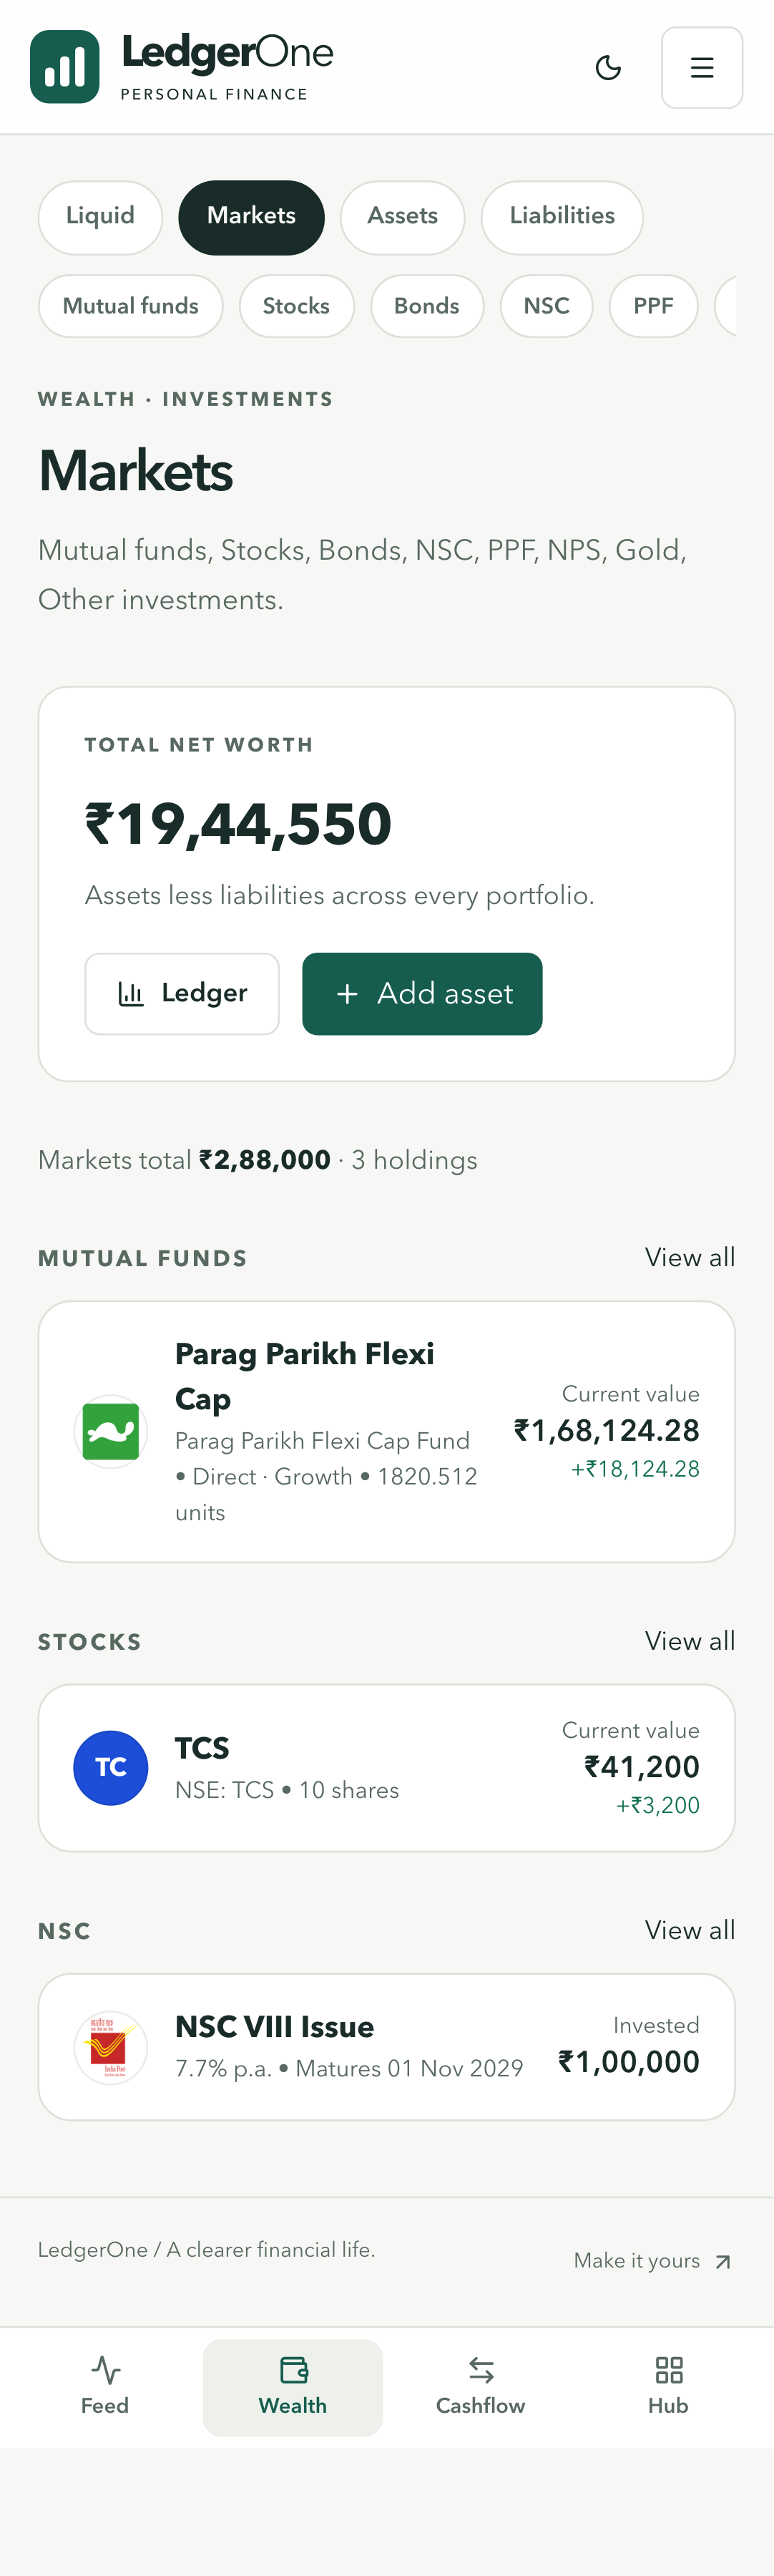 LedgerOne
PERSONAL FINANCE
Liquid Markets Assets Liabilities
Mutual funds Stocks Bonds NSC PPF
WEALTH · INVESTMENTS
Markets
Mutual funds, Stocks, Bonds, NSC, PPF, NPS, Gold,
Other investments.
TOTAL NET WORTH
₹19,44,550
Assets less liabilities across every portfolio.
Ledger + Add asset
Markets total ₹2,88,000 · 3 holdings
MUTUAL FUNDS View all
Parag Parikh Flexi
Cap
Parag Parikh Flexi Cap Fund
• Direct · Growth • 1820.512
units
Current value
₹1,68,124.28
+₹18,124.28
STOCKS View all
TC
TCS
NSE: TCS • 10 shares
Current value
₹41,200
+₹3,200
NSC View all
India Post
NSC VIII Issue
7.7% p.a. • Matures 01 Nov 2029
Invested
₹1,00,000
LedgerOne / A clearer financial life.
Make it yours
Feed Wealth Cashflow Hub